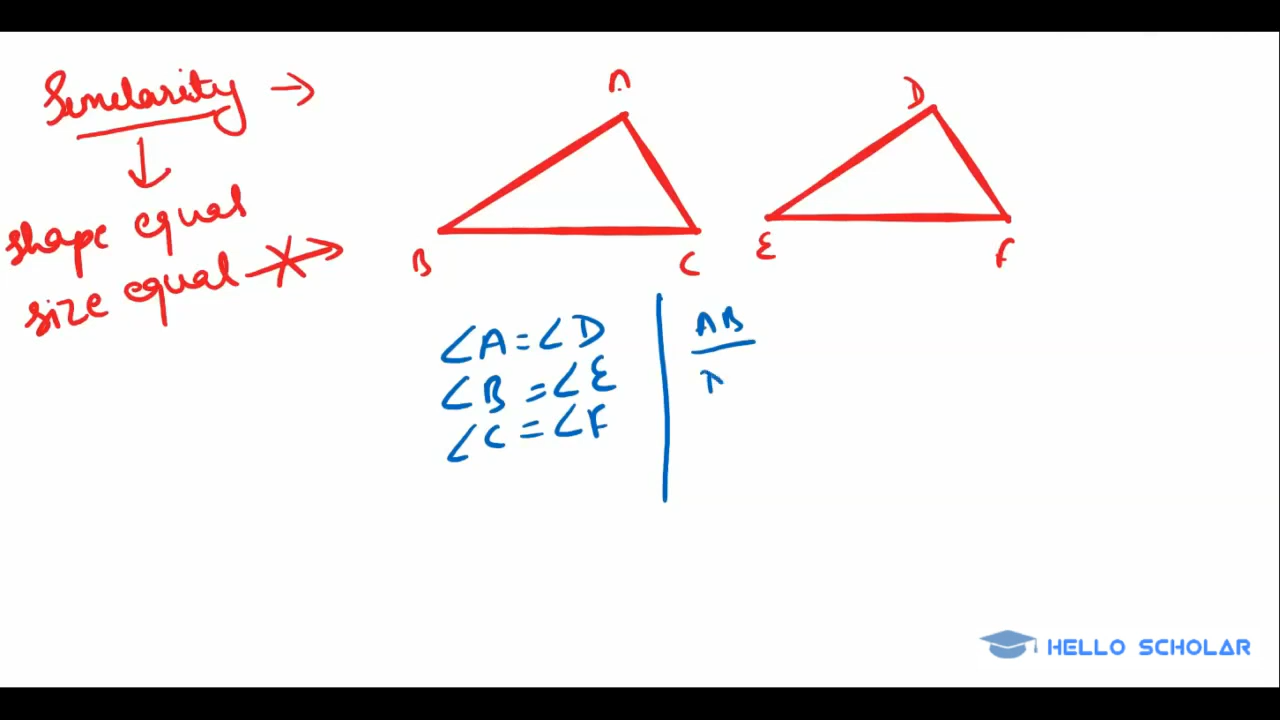 Similarity →
shape equal
size equal
A
B
C
D
E
F
∠A = ∠D
∠B = ∠E
∠C = ∠F
AB
HELLO SCHOLAR